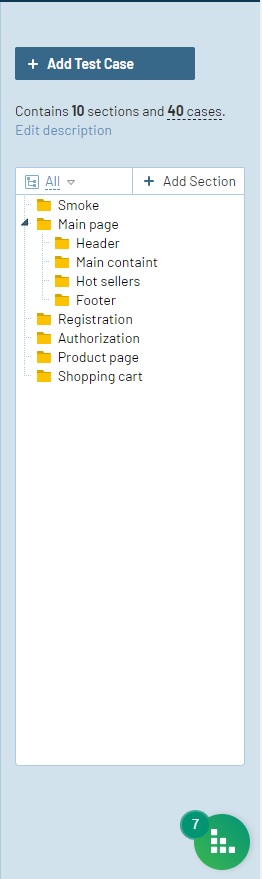 + Add Test Case
Contains 10 sections and 40 cases.
Edit description
All
+ Add Section
Smoke
Main page
Header
Main containt
Hot sellers
Footer
Registration
Authorization
Product page
Shopping cart
7